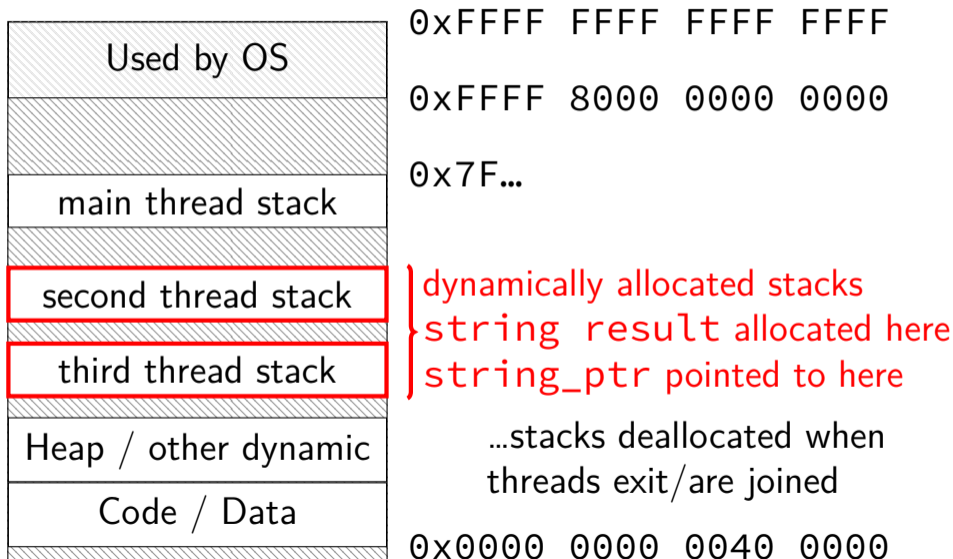 0xFFFF FFFF FFFF FFFF
Used by OS
0xFFFF 8000 0000 0000
0x7F…
main thread stack
second thread stack
third thread stack
dynamically allocated stacks
string result allocated here
string_ptr pointed to here
Heap / other dynamic
…stacks deallocated when
threads exit/are joined
Code / Data
0x0000 0000 0040 0000